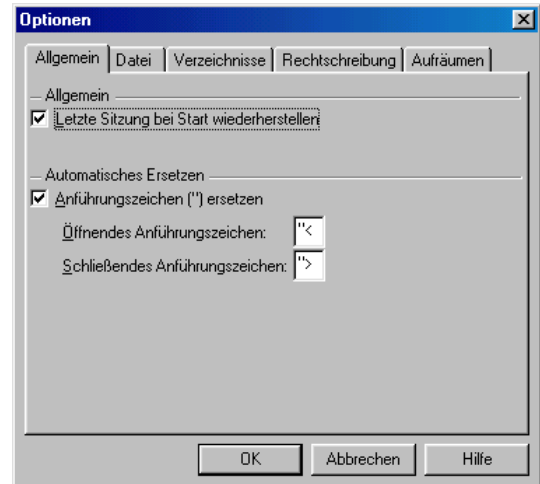 Optionen
Allgemein Datei Verzeichnisse Rechtschreibung Aufräumen
Allgemein
Letzte Sitzung bei Start wiederherstellen
Automatisches Ersetzen
Anführungszeichen (") ersetzen
Öffnendes Anführungszeichen: "<
Schließendes Anführungszeichen: ">
OK Abbrechen Hilfe